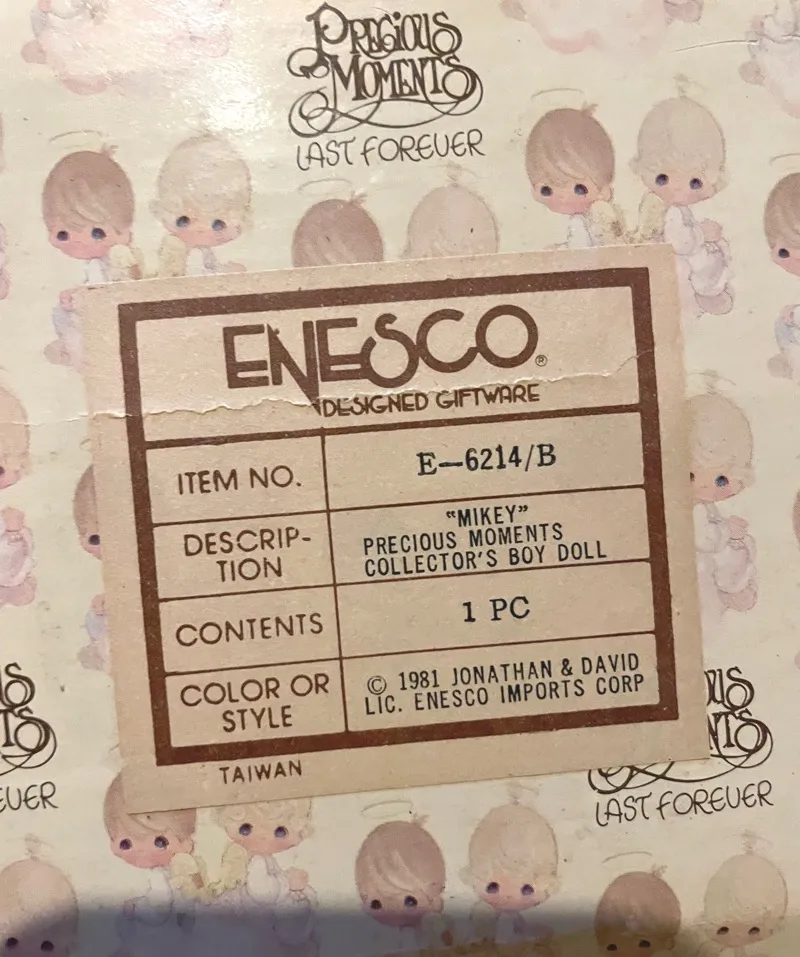 PRECIOUS
MOMENTS
LAST FOREVER
ENESCO®
DESIGNED GIFTWARE
ITEM NO.
E-6214/B
DESCRIP-
TION
"MIKEY"
PRECIOUS MOMENTS
COLLECTOR'S BOY DOLL
CONTENTS
1 PC
COLOR OR
STYLE
© 1981 JONATHAN & DAVID
LIC. ENESCO IMPORTS CORP
TAIWAN
LAST FOREVER